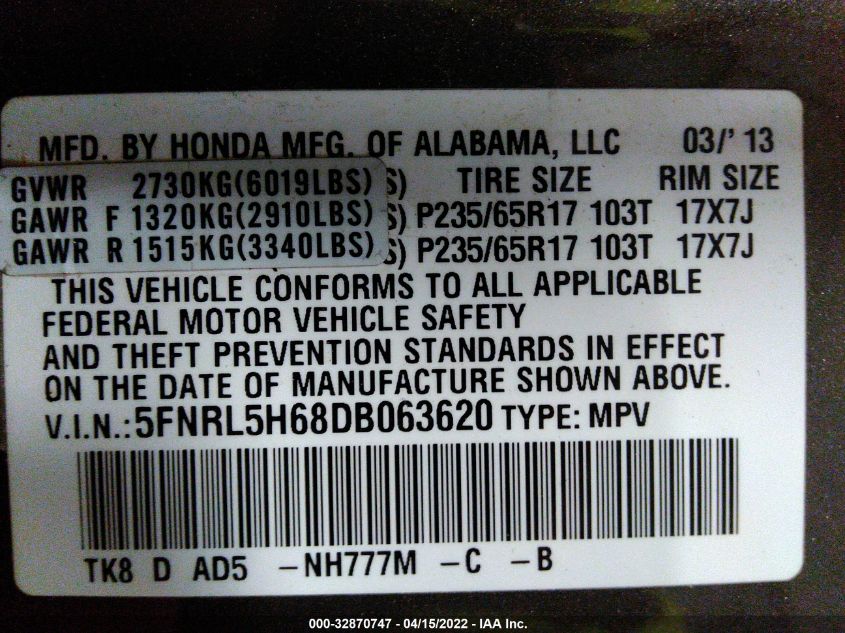 MFD. BY HONDA MFG. OF ALABAMA, LLC 03/'13
GVWR 2730KG(6019LBS) S) TIRE SIZE RIM SIZE
GAWR F 1320KG(2910LBS) S) P235/65R17 103T 17X7J
GAWR R 1515KG(3340LBS) S) P235/65R17 103T 17X7J
THIS VEHICLE CONFORMS TO ALL APPLICABLE
FEDERAL MOTOR VEHICLE SAFETY
AND THEFT PREVENTION STANDARDS IN EFFECT
ON THE DATE OF MANUFACTURE SHOWN ABOVE.
V.I.N.:5FNRL5H68DB063620 TYPE: MPV
TK8 D AD5 -NH777M -C -B
000-32870747 - 04/15/2022 - IAA Inc.